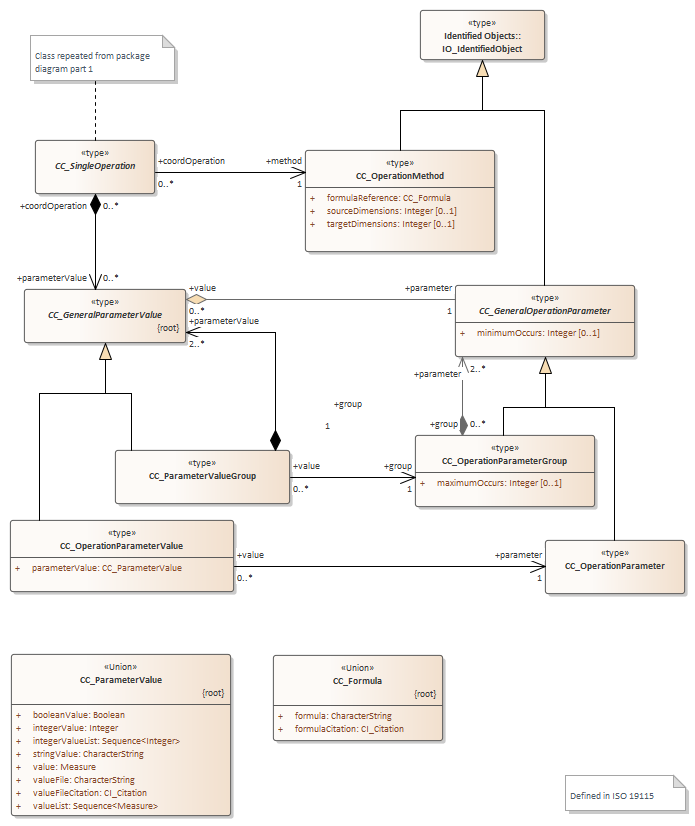 «type»
Identified Objects::
IO_IdentifiedObject
Class repeated from package
diagram part 1
«type»
CC_SingleOperation
+coordOperation
0..*
+method
1
«type»
CC_OperationMethod
+ formulaReference: CC_Formula
+ sourceDimensions: Integer [0..1]
+ targetDimensions: Integer [0..1]
+coordOperation
0..*
+parameterValue
0..*
«type»
CC_GeneralParameterValue
{root}
+value
0..*
+parameter
1
«type»
CC_GeneralOperationParameter
+ minimumOccurs: Integer [0..1]
+parameterValue
2..*
+parameter
2..*
+group
1
+group
0..*
«type»
CC_ParameterValueGroup
+value
0..*
+group
1
«type»
CC_OperationParameterGroup
+ maximumOccurs: Integer [0..1]
«type»
CC_OperationParameterValue
+ parameterValue: CC_ParameterValue
+value
0..*
+parameter
1
«type»
CC_OperationParameter
«Union»
CC_ParameterValue
{root}
+ booleanValue: Boolean
+ integerValue: Integer
+ integerValueList: Sequence<Integer>
+ stringValue: CharacterString
+ value: Measure
+ valueFile: CharacterString
+ valueFileCitation: CI_Citation
+ valueList: Sequence<Measure>
«Union»
CC_Formula
{root}
+ formula: CharacterString
+ formulaCitation: CI_Citation
Defined in ISO 19115